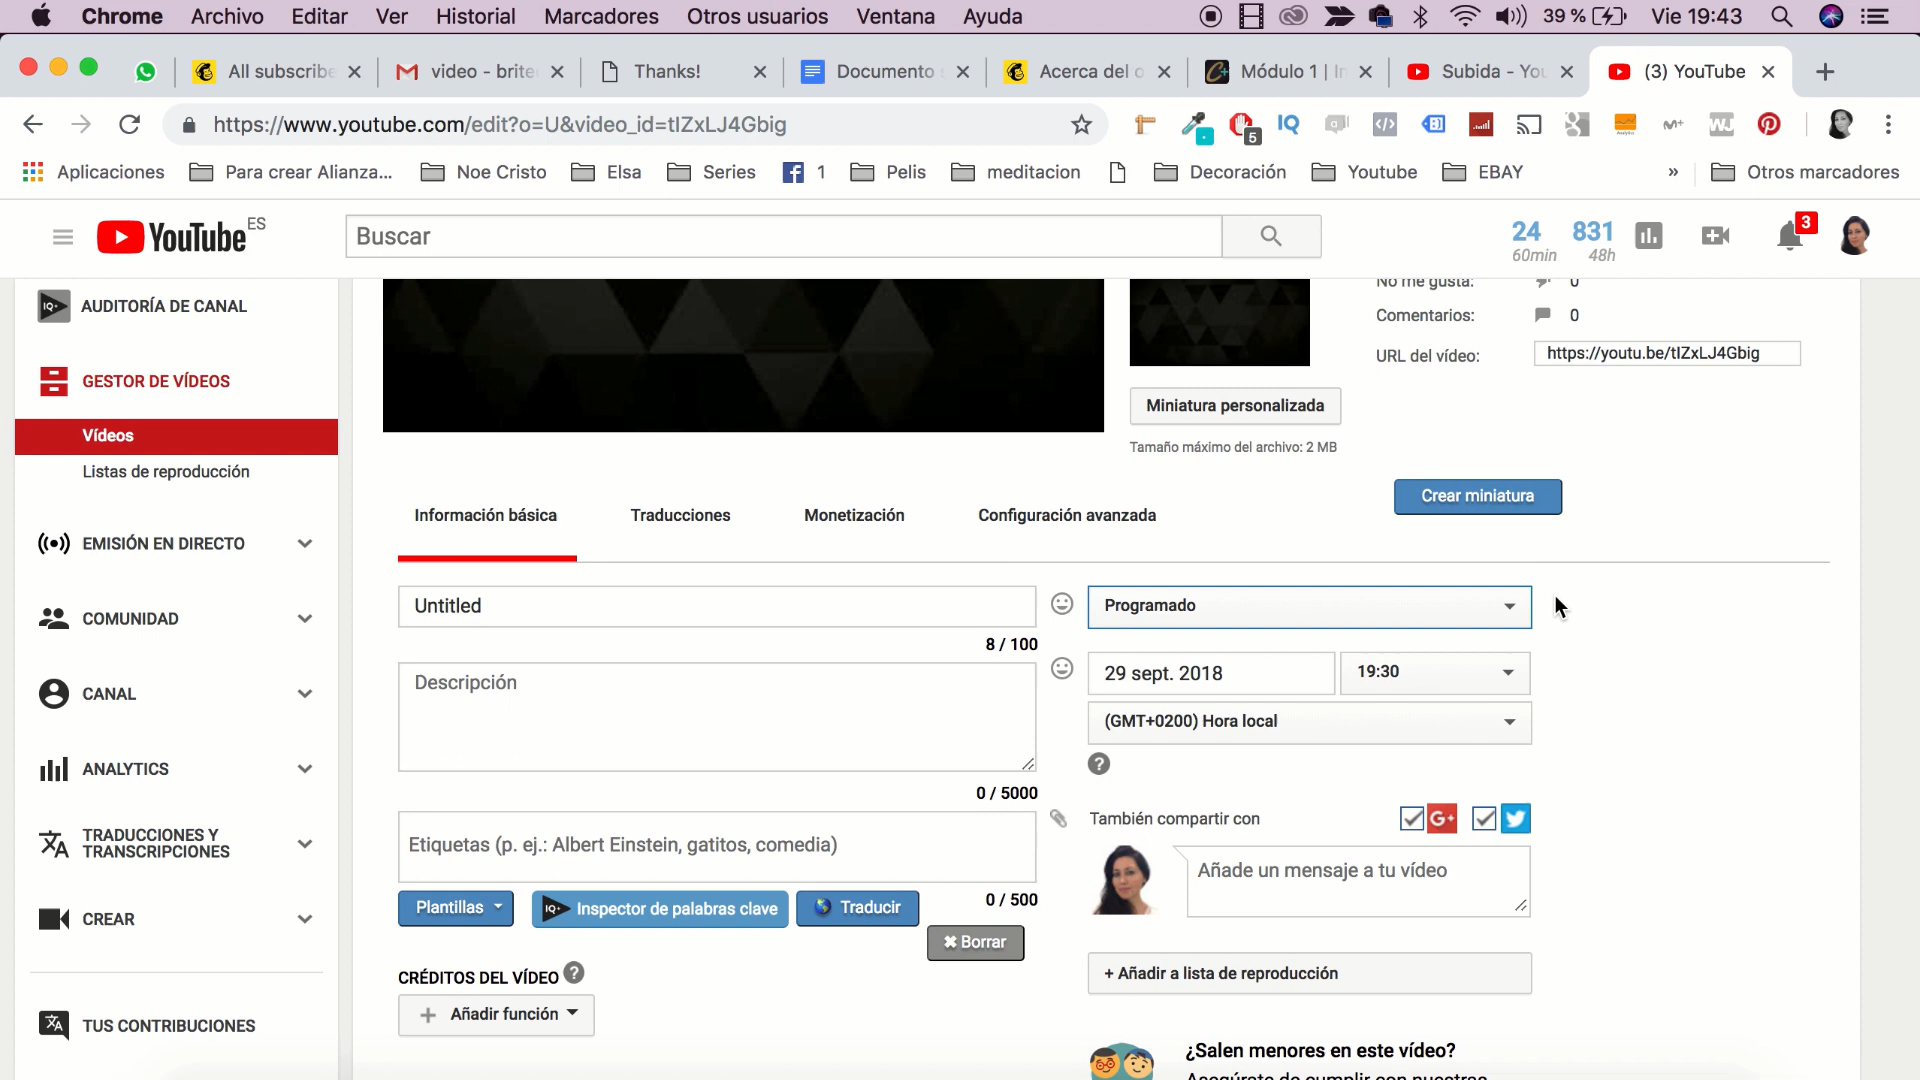 Chrome Archivo Editar Ver Historial Marcadores Otros usuarios Ventana Ayuda 39 % Vie 19:43
All subscribe video - brite Thanks! Documento Acerca del Módulo 1 | Subida - You (3) YouTube
https://www.youtube.com/edit?o=U&video_id=tIZxLJ4Gbig 5 IQ
Aplicaciones Para crear Alianza... Noe Cristo Elsa Series 1 Pelis meditacion Decoración Youtube EBAY » Otros marcadores
YouTube ES Buscar 24 831 3
60min 48h
AUDITORÍA DE CANAL
GESTOR DE VÍDEOS
Vídeos
Listas de reproducción
EMISIÓN EN DIRECTO
COMUNIDAD
CANAL
ANALYTICS
TRADUCCIONES Y
TRANSCRIPCIONES
CREAR
TUS CONTRIBUCIONES
No me gusta: 0
Comentarios: 0
URL del vídeo: https://youtu.be/tIZxLJ4Gbig
Miniatura personalizada
Tamaño máximo del archivo: 2 MB
Crear miniatura
Información básica Traducciones Monetización Configuración avanzada
Untitled
8 / 100
Descripción
0 / 5000
Etiquetas (p. ej.: Albert Einstein, gatitos, comedia)
0 / 500
Plantillas IQ+ Inspector de palabras clave Traducir
✖ Borrar
CRÉDITOS DEL VÍDEO ?
+ Añadir función
Programado
29 sept. 2018 19:30
(GMT+0200) Hora local
?
También compartir con G+
Añade un mensaje a tu vídeo
+ Añadir a lista de reproducción
¿Salen menores en este vídeo?
Asegúrate de cumplir con nuestras